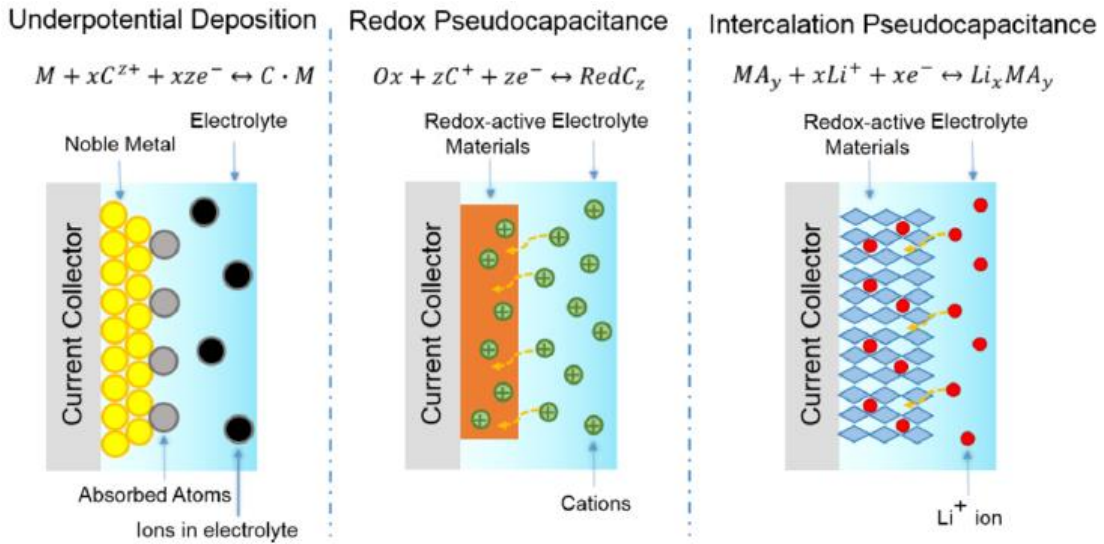 Underpotential Deposition
M + xC^{z+} + xze^- ↔ C · M
Electrolyte
Noble Metal
Current Collector
Absorbed Atoms
Ions in electrolyte
Redox Pseudocapacitance
Ox + zC^+ + ze^- ↔ RedC_z
Redox-active Electrolyte
Materials
Current Collector
Cations
Intercalation Pseudocapacitance
MA_y + xLi^+ + xe^- ↔ Li_xMA_y
Redox-active Electrolyte
Materials
Current Collector
Li^+ ion